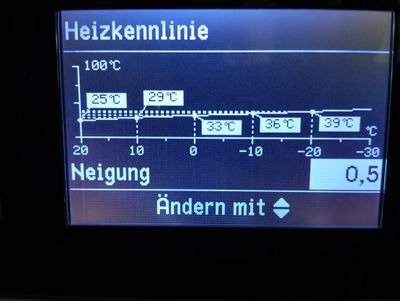 Heizkennlinie
100°C
25°C 29°C
33°C 36°C 39°C
°C
20 10 0 -10 -20 -30
Neigung 0,5
Ändern mit